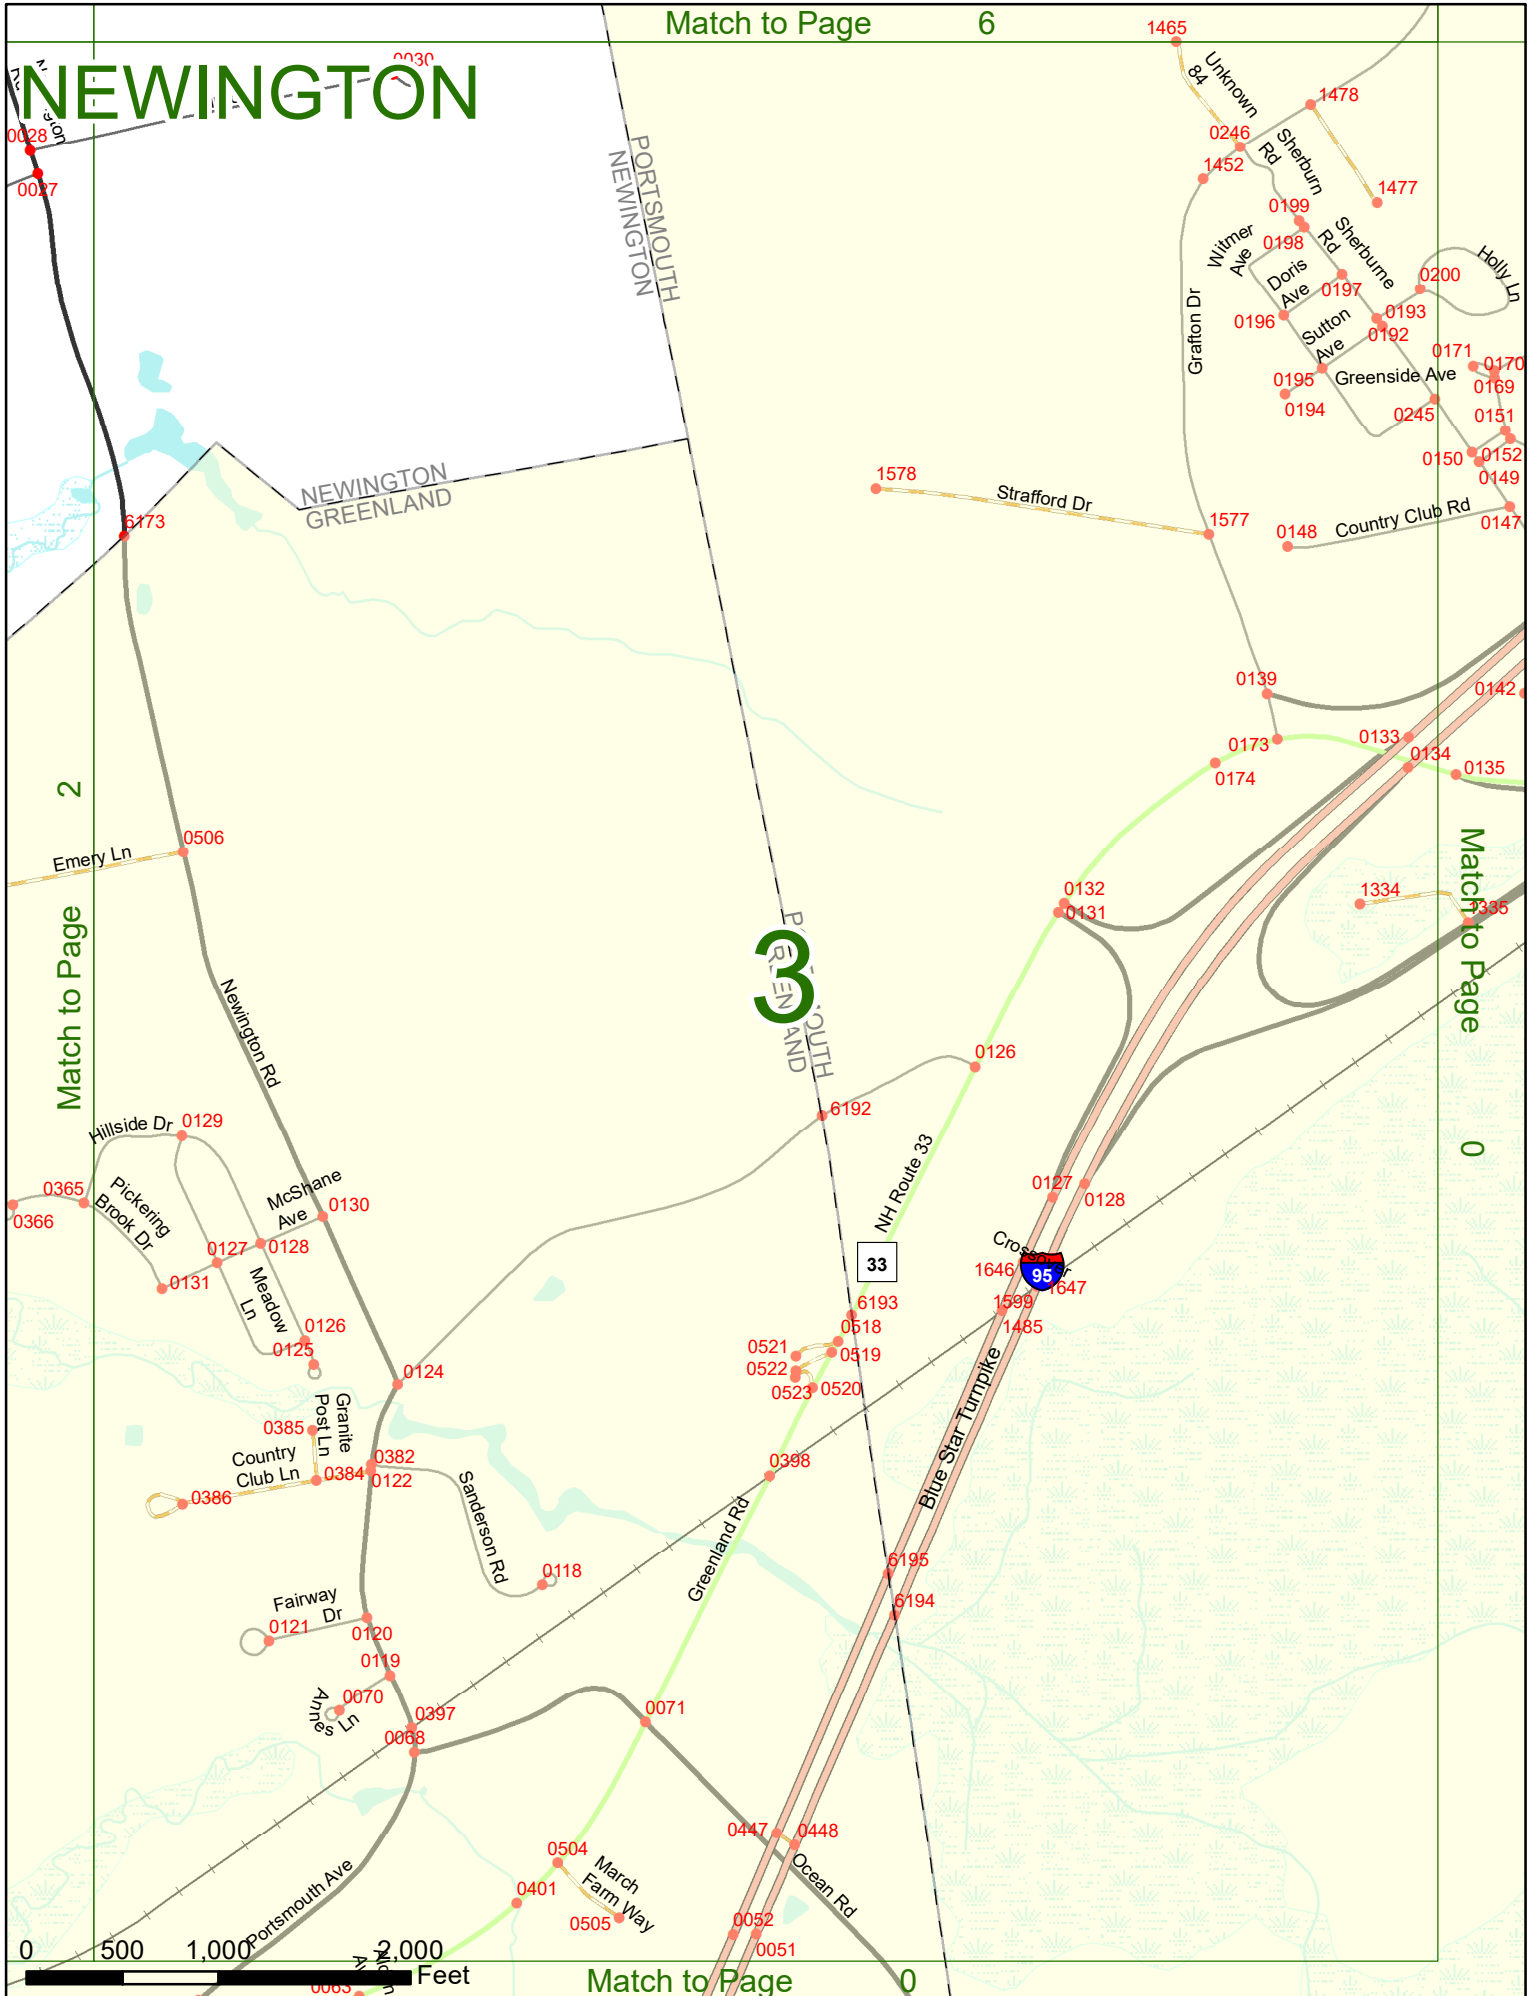 Match to Page 6
NEWINGTON
0030
0028
0027
1465
Unknown
84
1478
0246
1452
Sherburn
Rd
1477
PORTSMOUTH
NEWINGTON
0199
0198
Witmer
Ave
Sherburne
Rd
Doris
Ave
0197
0200
Holly Ln
0196
Sutton
Ave
0193
0192
Grafton Dr
0171
0170
0169
0195
Greenside Ave
0194
0245
0151
0150
0152
0149
NEWINGTON
GREENLAND
1578
Strafford Dr
1577
0148
Country Club Rd
0147
6173
0139
0142
0173
0174
0133
0134
0135
2
Match to Page
0506
Emery Ln
Newington Rd
3
0132
0131
1334
1335
Match to Page
0
0126
6192
Hillside Dr
0129
0365
0366
Pickering
Brook Dr
McShane
Ave
0130
0127
0128
0131
Meadow
Ln
0126
0125
NH Route 33
33
0127
0128
Crossover
1646
95
1647
1599
1485
6193
0518
0521
0519
0522
0523
0520
0124
Granite
Post Ln
0385
Country
Club Ln
0384
0382
0122
0386
Sanderson Rd
0398
Greenland Rd
Blue Star Turnpike
0118
6195
6194
Fairway
Dr
0121
0120
0119
0070
Annes Ln
0397
0068
0071
0447
0448
Ocean Rd
0504
March
Farm Way
0401
0505
0052
0051
Portsmouth Ave
0 500 1,000 2,000
Feet
0063
Match to Page 0